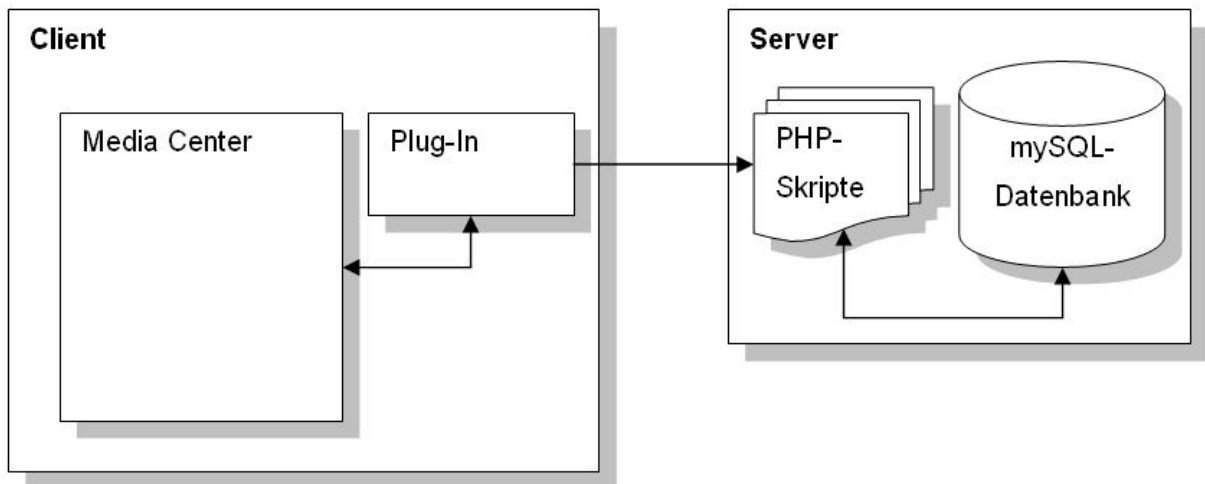 Client
Media Center
Plug-In
Server
PHP-
Skripte
mySQL-
Datenbank